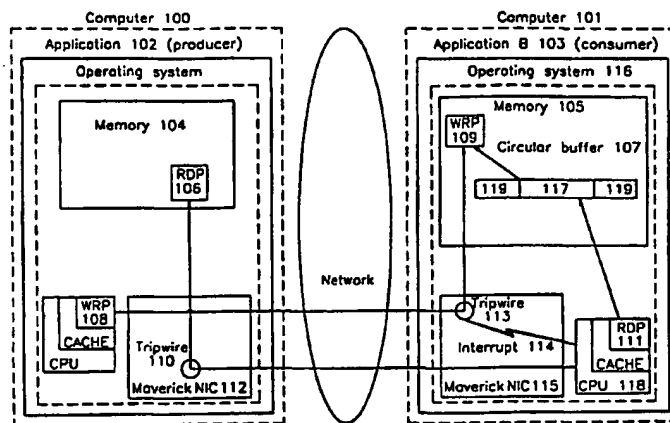 Computer 100
Application 102 (producer)
Operating system
Memory 104
RDP
106
WRP
108
CACHE
CPU
Tripwire
110
Maverick NIC 112
Network
Computer 101
Application B 103 (consumer)
Operating system 116
Memory 105
WRP
109
Circular buffer 107
119
117
119
Tripwire
113
Interrupt 114
Maverick NIC 115
RDP
111
CACHE
CPU 118